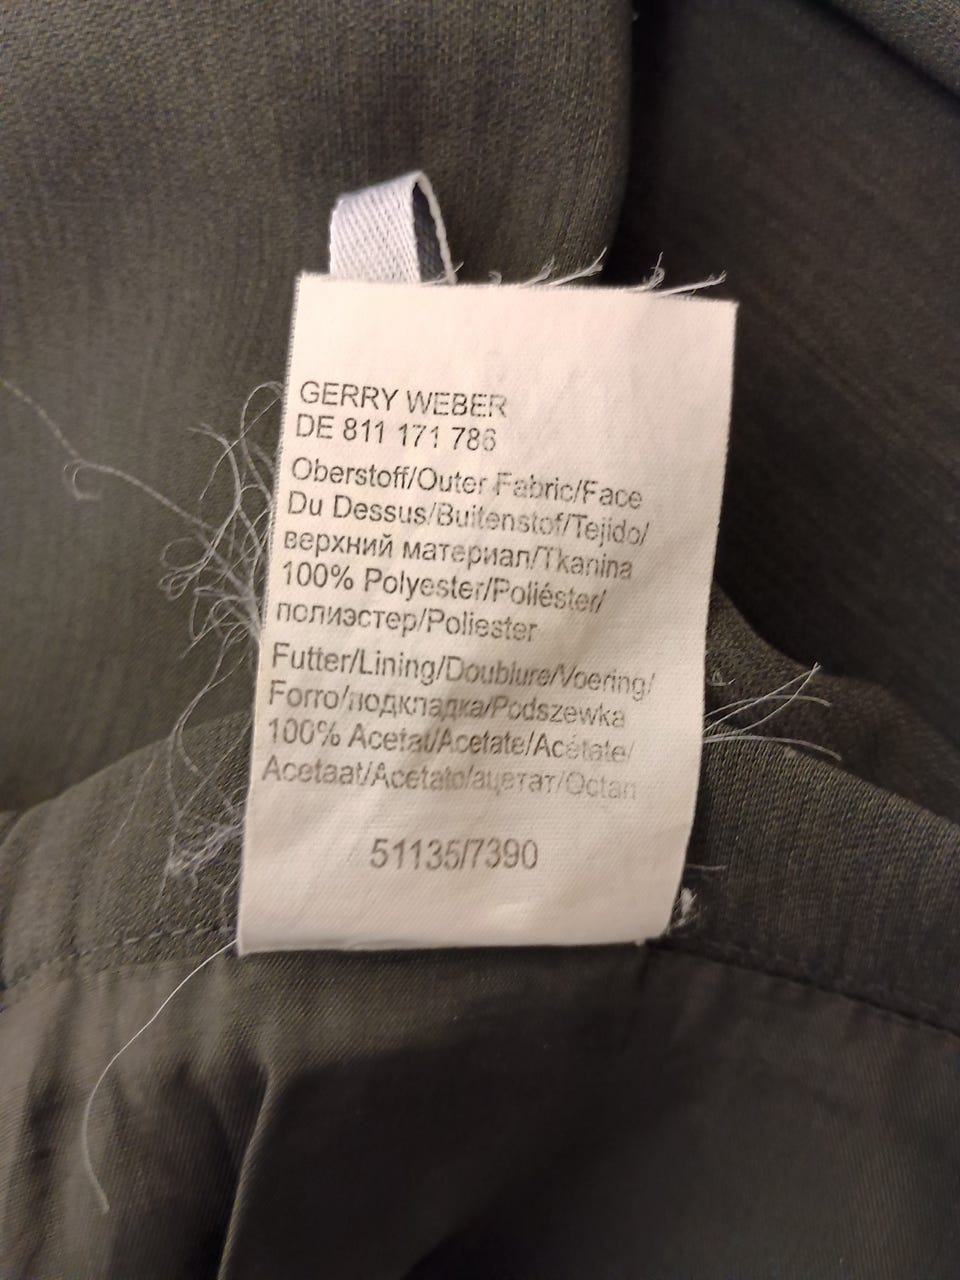 GERRY WEBER
DE 811 171 786
Oberstoff/Outer Fabric/Face
Du Dessus/Buitenstof/Tejido/
верхний материал/Tkanina
100% Polyester/Poliéster/
полиэстер/Poliester
Futter/Lining/Doublure/Voering/
Forro/подкладка/Podszewka
100% Acetat/Acetate/Acétate/
Acetaat/Acetato/ацетат/Octan
51135/7390